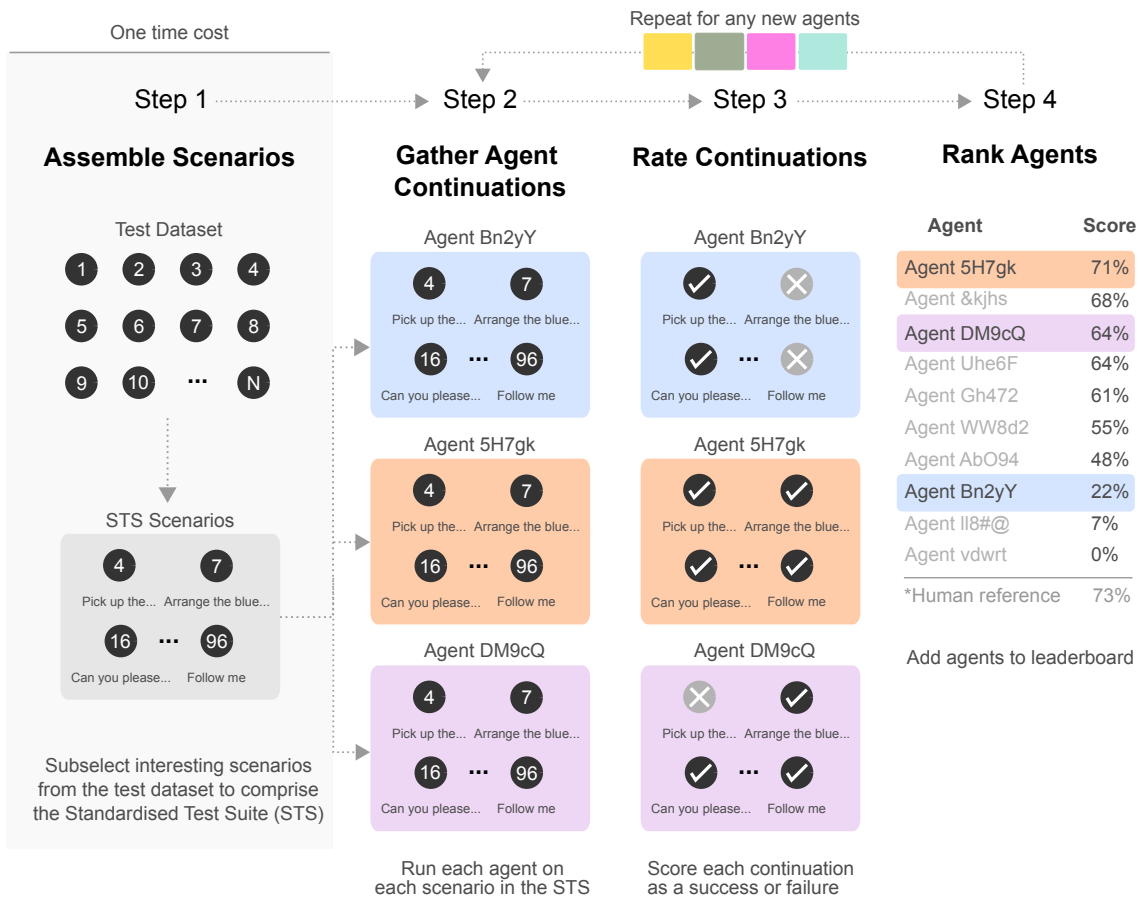 One time cost
Repeat for any new agents
Step 1
Step 2
Step 3
Step 4
Assemble Scenarios
Gather Agent
Continuations
Rate Continuations
Rank Agents
Test Dataset
1 2 3 4
5 6 7 8
9 10 ... N
STS Scenarios
4 7
Pick up the... Arrange the blue...
16 ... 96
Can you please... Follow me
Subselect interesting scenarios
from the test dataset to comprise
the Standardised Test Suite (STS)
Agent Bn2yY
4 7
Pick up the... Arrange the blue...
16 ... 96
Can you please... Follow me
Agent 5H7gk
4 7
Pick up the... Arrange the blue...
16 ... 96
Can you please... Follow me
Agent DM9cQ
4 7
Pick up the... Arrange the blue...
16 ... 96
Can you please... Follow me
Run each agent on
each scenario in the STS
Agent Bn2yY
Pick up the... Arrange the blue...
...
Can you please... Follow me
Agent 5H7gk
Pick up the... Arrange the blue...
...
Can you please... Follow me
Agent DM9cQ
Pick up the... Arrange the blue...
...
Can you please... Follow me
Score each continuation
as a success or failure
Agent Score
Agent 5H7gk 71%
Agent &kjhs 68%
Agent DM9cQ 64%
Agent Uhe6F 64%
Agent Gh472 61%
Agent WW8d2 55%
Agent AbO94 48%
Agent Bn2yY 22%
Agent ll8#@ 7%
Agent vdwrt 0%
*Human reference 73%
Add agents to leaderboard